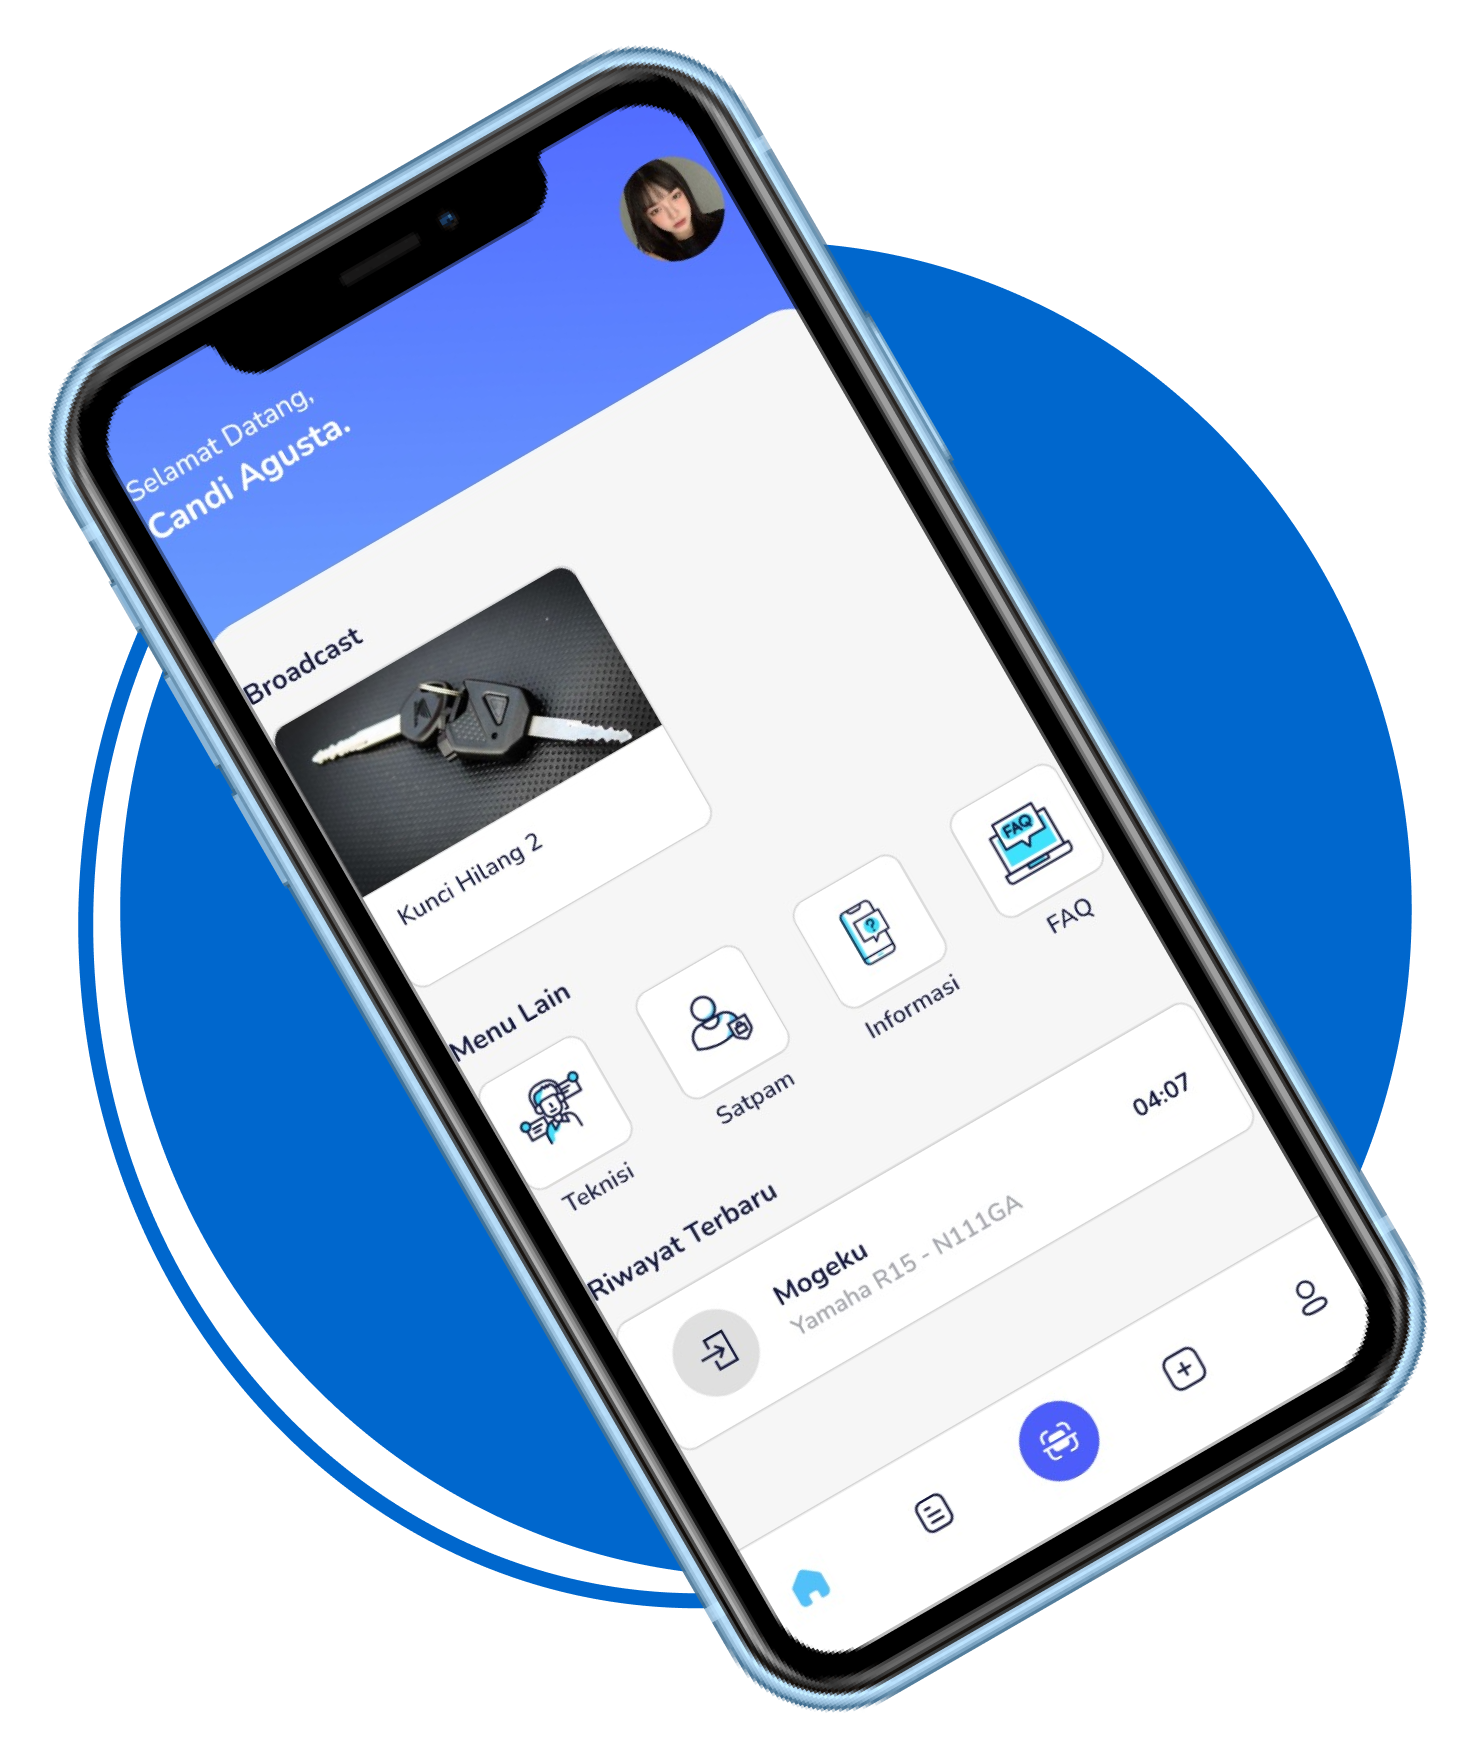 Selamat Datang,
Candi Agusta.
Broadcast
Kunci Hilang 2
Menu Lain
Teknisi
Satpam
Informasi
FAQ
FAQ
?
Riwayat Terbaru
Mogeku
Yamaha R15 - N111GA
04:07